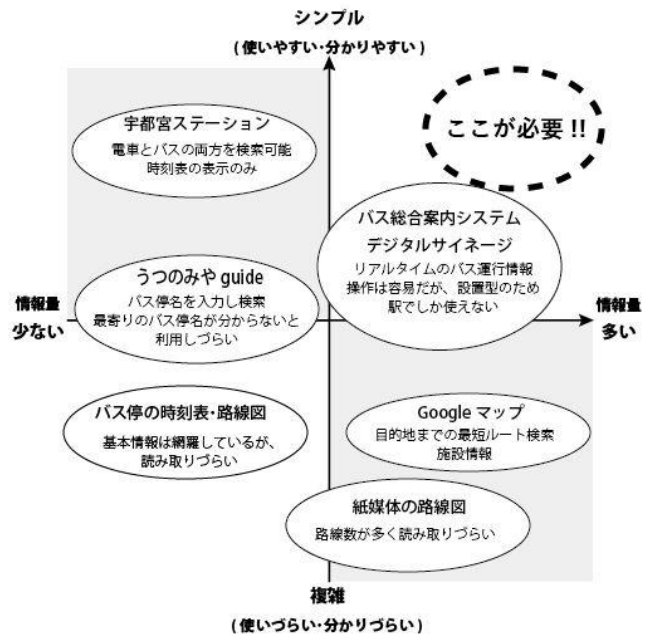 シンプル
(使いやすい・分かりやすい)
宇都宮ステーション
電車とバスの両方を検索可能
時刻表の表示のみ
ここが必要!!
バス総合案内システム
デジタルサイネージ
リアルタイムのバス運行情報
操作は容易だが、設置型のため
駅でしか使えない
うつのみや guide
バス停名を入力し検索
最寄りのバス停名が分からないと
利用しづらい
情報量
少ない
情報量
多い
バス停の時刻表・路線図
基本情報は網羅しているが、
読み取りづらい
Google マップ
目的地までの最短ルート検索
施設情報
紙媒体の路線図
路線数が多く読み取りづらい
複雑
(使いづらい・分かりづらい)